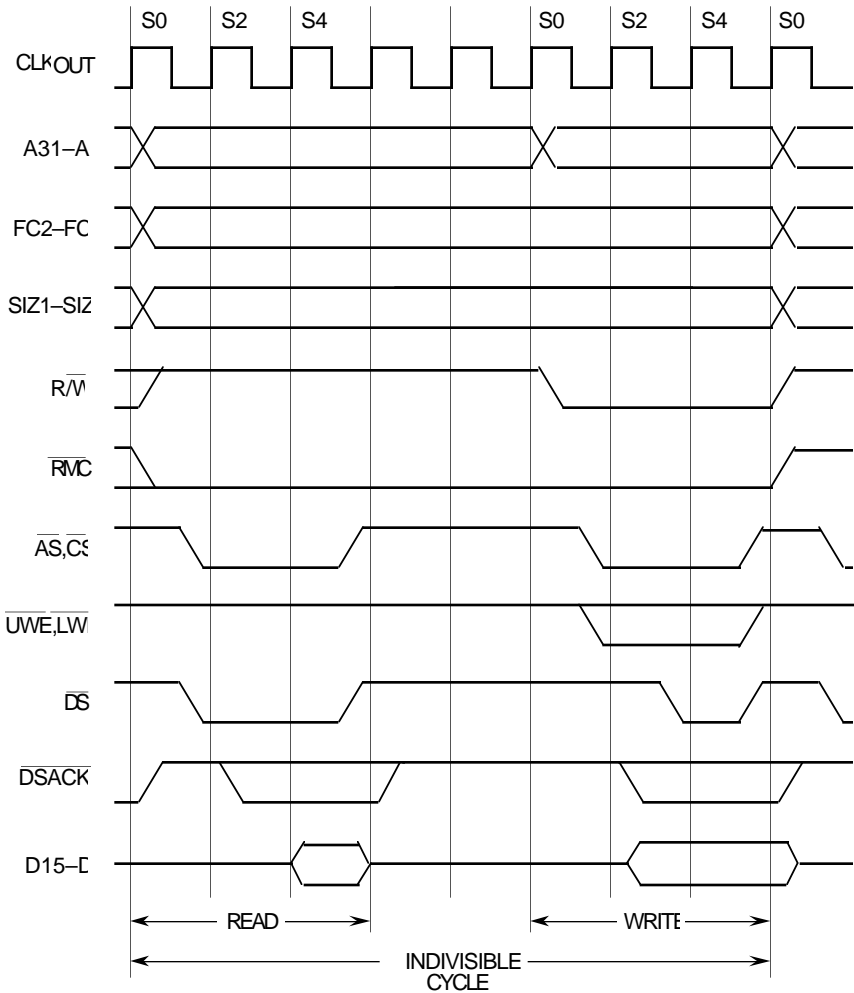 S0 S2 S4 S0 S2 S4 S0
CLKOUT
A31–A
FC2–FC
SIZ1–SIZ
R/W
RMC
AS,CS
UWE,LW
DS
DSACK
D15–D
READ WRITE
INDIVISIBLE
CYCLE